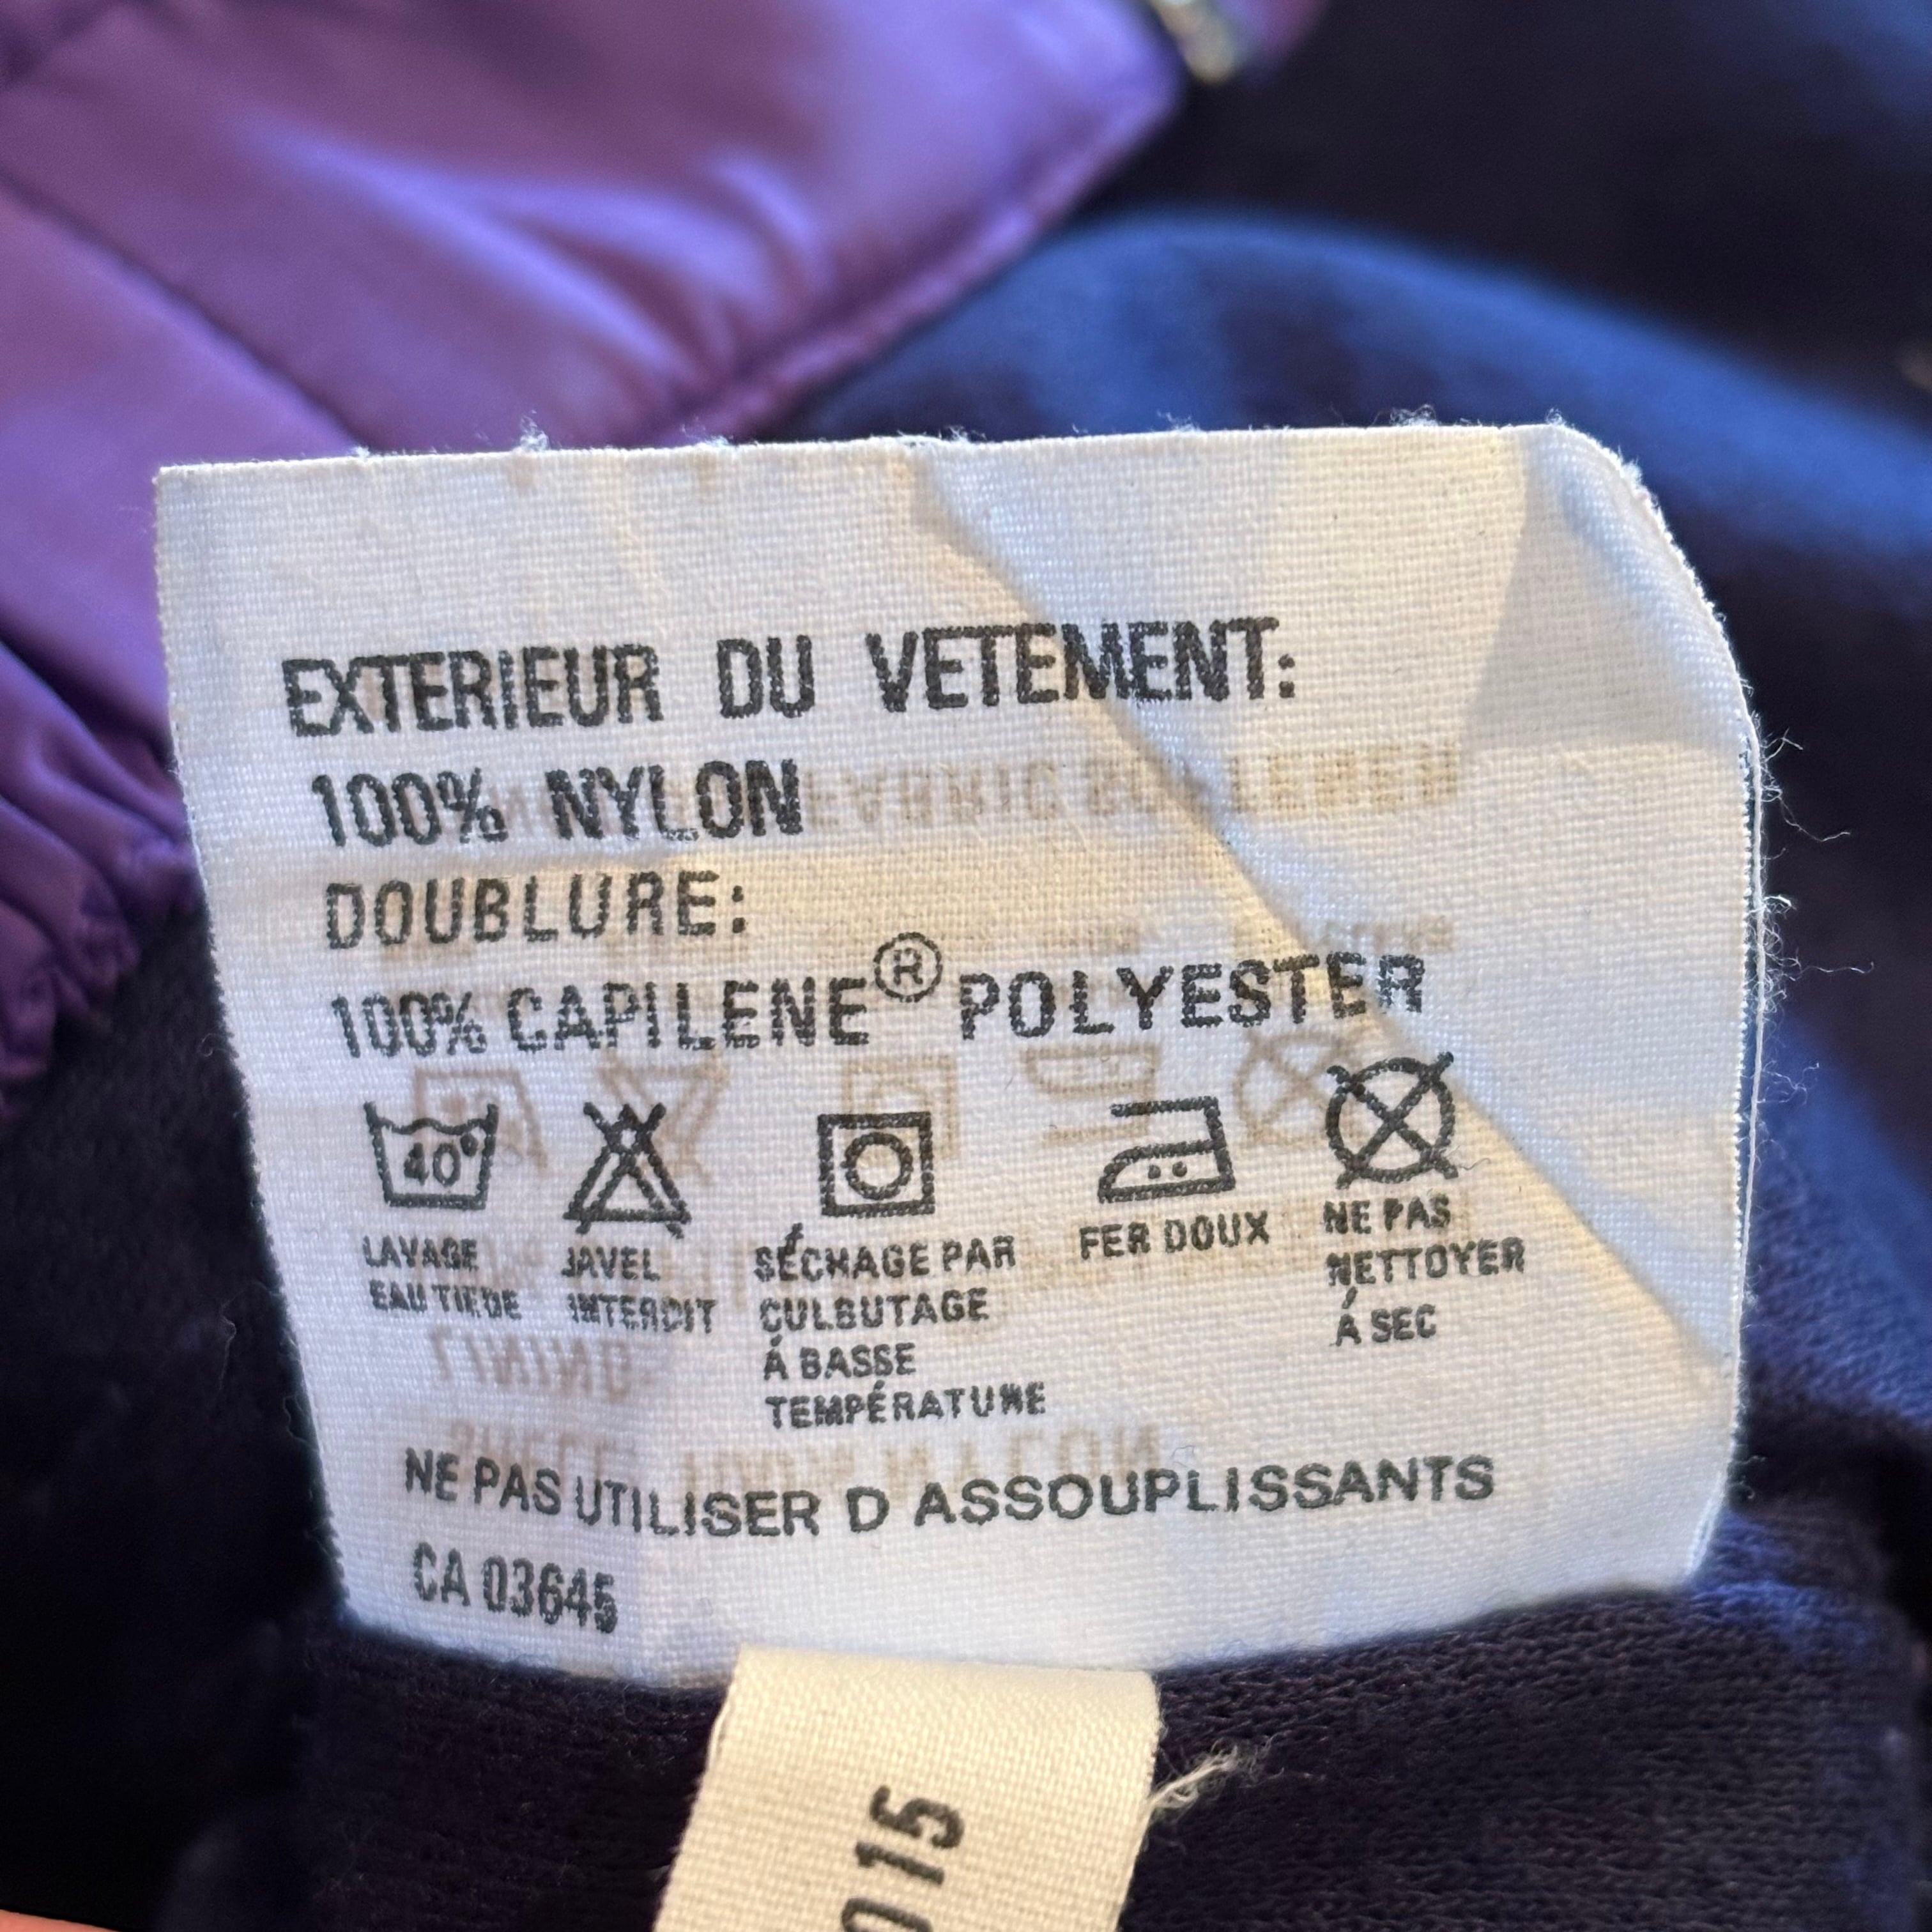 EXTERIEUR DU VETEMENT:
100% NYLON
DOUBLURE:
100% CAPILENE® POLYESTER
40°
LAVAGE
EAU TIEDE
JAVEL
INTERDIT
SÉCHAGE PAR
CULBUTAGE
Á BASSE
TEMPÉRATURE
FER DOUX
NE PAS
NETTOYER
Á SEC
NE PAS UTILISER D ASSOUPLISSANTS
CA 03645
015